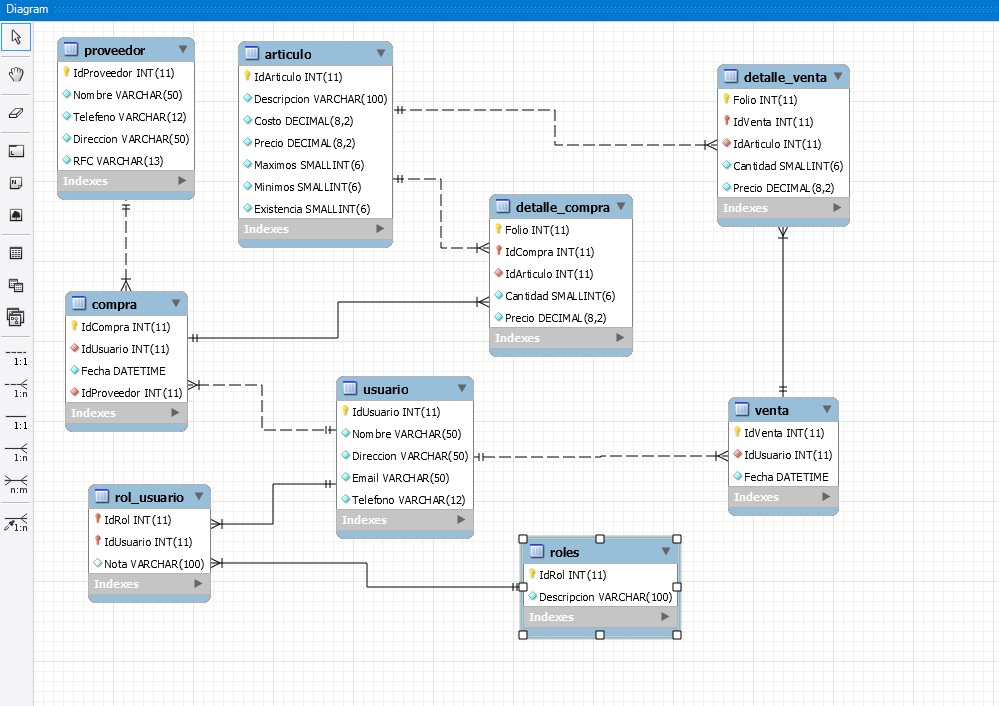 Diagram
proveedor
IdProveedor INT(11)
Nombre VARCHAR(50)
Telefeno VARCHAR(12)
Direccion VARCHAR(50)
RFC VARCHAR(13)
Indexes
articulo
IdArticulo INT(11)
Descripcion VARCHAR(100)
Costo DECIMAL(8,2)
Precio DECIMAL(8,2)
Maximos SMALLINT(6)
Minimos SMALLINT(6)
Existencia SMALLINT(6)
Indexes
detalle_venta
Folio INT(11)
IdVenta INT(11)
IdArticulo INT(11)
Cantidad SMALLINT(6)
Precio DECIMAL(8,2)
Indexes
detalle_compra
Folio INT(11)
IdCompra INT(11)
IdArticulo INT(11)
Cantidad SMALLINT(6)
Precio DECIMAL(8,2)
Indexes
compra
IdCompra INT(11)
IdUsuario INT(11)
Fecha DATETIME
IdProveedor INT(11)
Indexes
usuario
IdUsuario INT(11)
Nombre VARCHAR(50)
Direccion VARCHAR(50)
Email VARCHAR(50)
Telefono VARCHAR(12)
Indexes
venta
IdVenta INT(11)
IdUsuario INT(11)
Fecha DATETIME
Indexes
rol_usuario
IdRol INT(11)
IdUsuario INT(11)
Nota VARCHAR(100)
Indexes
roles
IdRol INT(11)
Descripcion VARCHAR(100)
Indexes
1:1
1:n
1:1
1:n
n:m
1:n